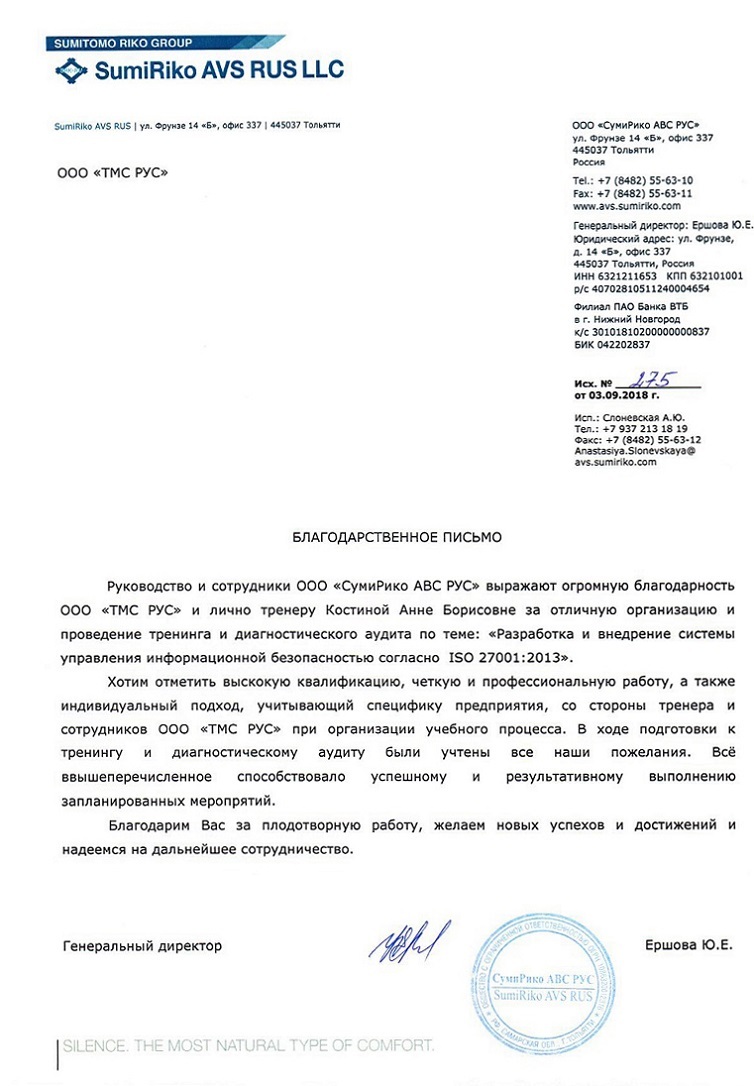 SUMITOMO RIKO GROUP
SumiRiko AVS RUS LLC
SumiRiko AVS RUS | ул. Фрунзе 14 «Б», офис 337 | 445037 Тольятти
ООО «ТМС РУС»
ООО «СумиРико АВС РУС»
ул. Фрунзе 14 «Б», офис 337
445037 Тольятти
Россия
Tel.: +7 (8482) 55-63-10
Fax: +7 (8482) 55-63-11
www.avs.sumiriko.com
Генеральный директор: Ершова Ю.Е.
Юридический адрес: ул. Фрунзе,
д. 14 «Б», офис 337
445037 Тольятти, Россия
ИНН 6321211653 КПП 632101001
р/с 40702810511240004654
Филиал ПАО Банка ВТБ
в г. Нижний Новгород
к/с 30101810200000000837
БИК 042202837
Исх. № 275
от 03.09.2018 г.
Исп.: Слоневская А.Ю.
Тел.: +7 937 213 18 19
Факс: +7 (8482) 55-63-12
Anastasiya.Slonevskaya@
avs.sumiriko.com
БЛАГОДАРСТВЕННОЕ ПИСЬМО
Руководство и сотрудники ООО «СумиРико АВС РУС» выражают огромную благодарность
ООО «ТМС РУС» и лично тренеру Костиной Анне Борисовне за отличную организацию и
проведение тренинга и диагностического аудита по теме: «Разработка и внедрение системы
управления информационной безопасностью согласно ISO 27001:2013».
Хотим отметить выскокую квалификацию, четкую и профессиональную работу, а также
индивидуальный подход, учитывающий специфику предприятия, со стороны тренера и
сотрудников ООО «ТМС РУС» при организации учебного процесса. В ходе подготовки к
тренингу и диагностическому аудиту были учтены все наши пожелания. Всё
ввышеперечисленное способствовало успешному и результативному выполнению
запланированных меропрятий.
Благодарим Вас за плодотворную работу, желаем новых успехов и достижений и
надеемся на дальнейшее сотрудничество.
Генеральный директор
Ершова Ю.Е.
ОБЩЕСТВО С ОГРАНИЧЕННОЙ ОТВЕТСТВЕННОСТЬЮ ОГРН
СумиРико АВС РУС
SumiRiko AVS RUS
РФ, САМАРСКАЯ ОБЛ., Г. ТОЛЬЯТТИ
SILENCE. THE MOST NATURAL TYPE OF COMFORT.